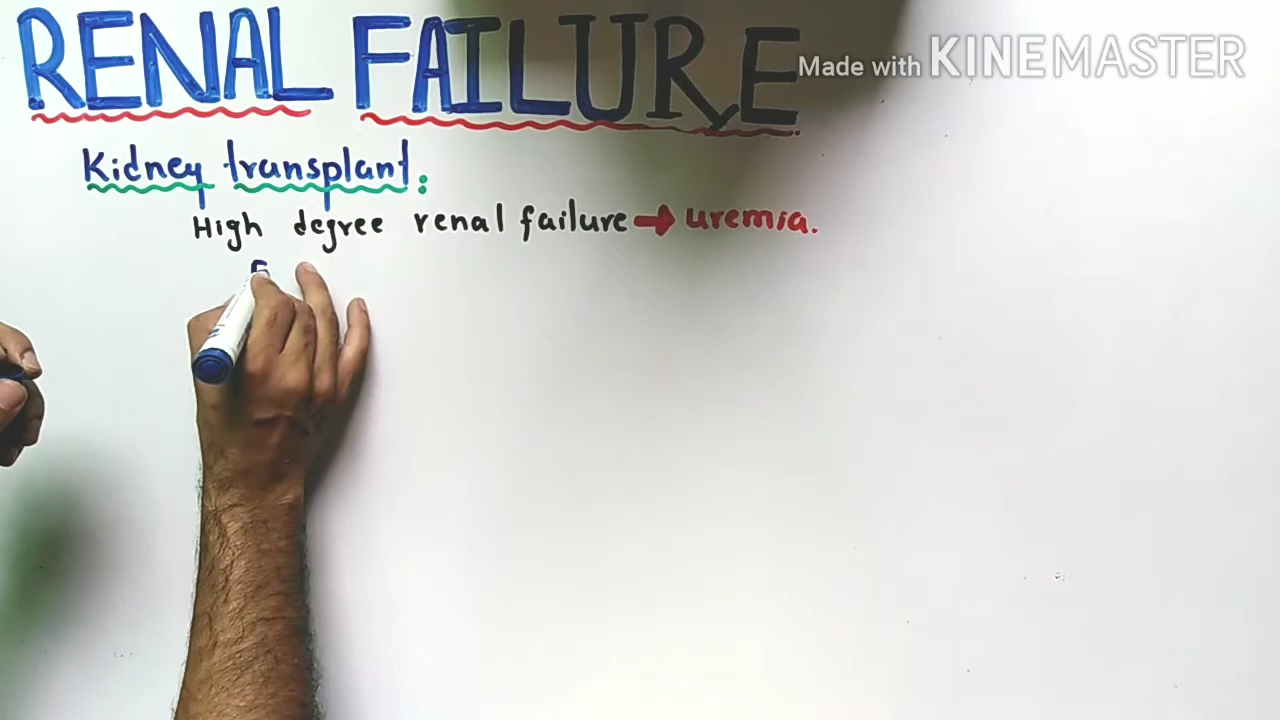 RENAL FAILURE
Made with KINEMASTER
Kidney transplant:
High degree renal failure → uremia.